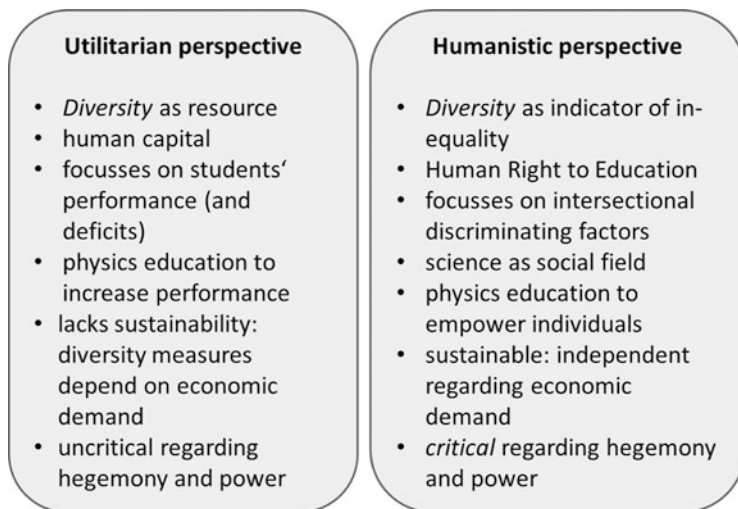 Utilitarian perspective
• Diversity as resource
• human capital
• focusses on students‘
performance (and
deficits)
• physics education to
increase performance
• lacks sustainability:
diversity measures
depend on economic
demand
• uncritical regarding
hegemony and power
Humanistic perspective
• Diversity as indicator of in-
equality
• Human Right to Education
• focusses on intersectional
discriminating factors
• science as social field
• physics education to
empower individuals
• sustainable: independent
regarding economic
demand
• critical regarding hegemony
and power